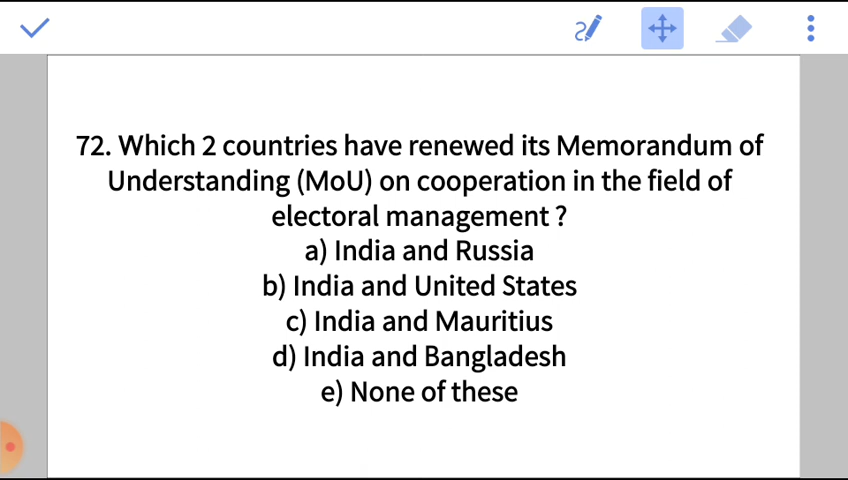 72. Which 2 countries have renewed its Memorandum of
Understanding (MoU) on cooperation in the field of
electoral management ?
a) India and Russia
b) India and United States
c) India and Mauritius
d) India and Bangladesh
e) None of these